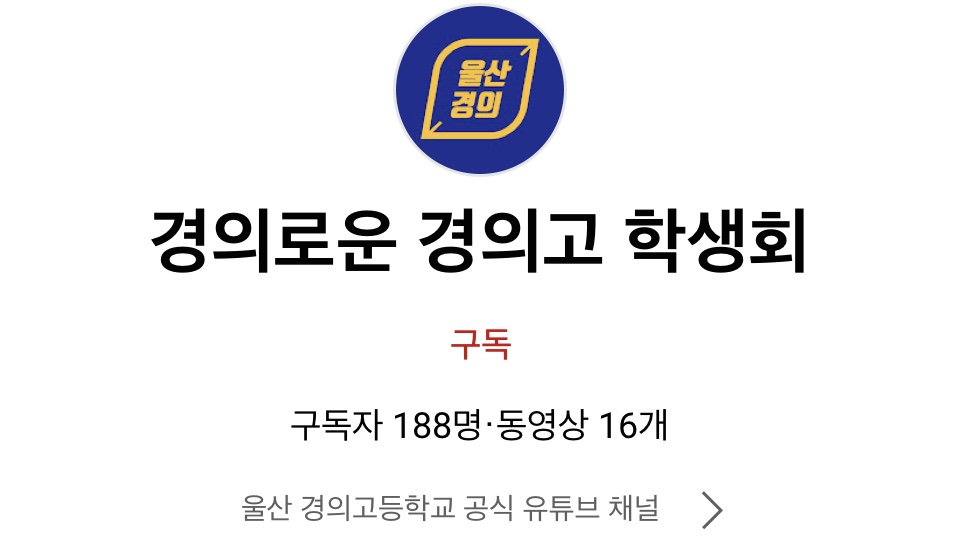 울산
경의
경의로운 경의고 학생회
구독
구독자 188명·동영상 16개
울산 경의고등학교 공식 유튜브 채널